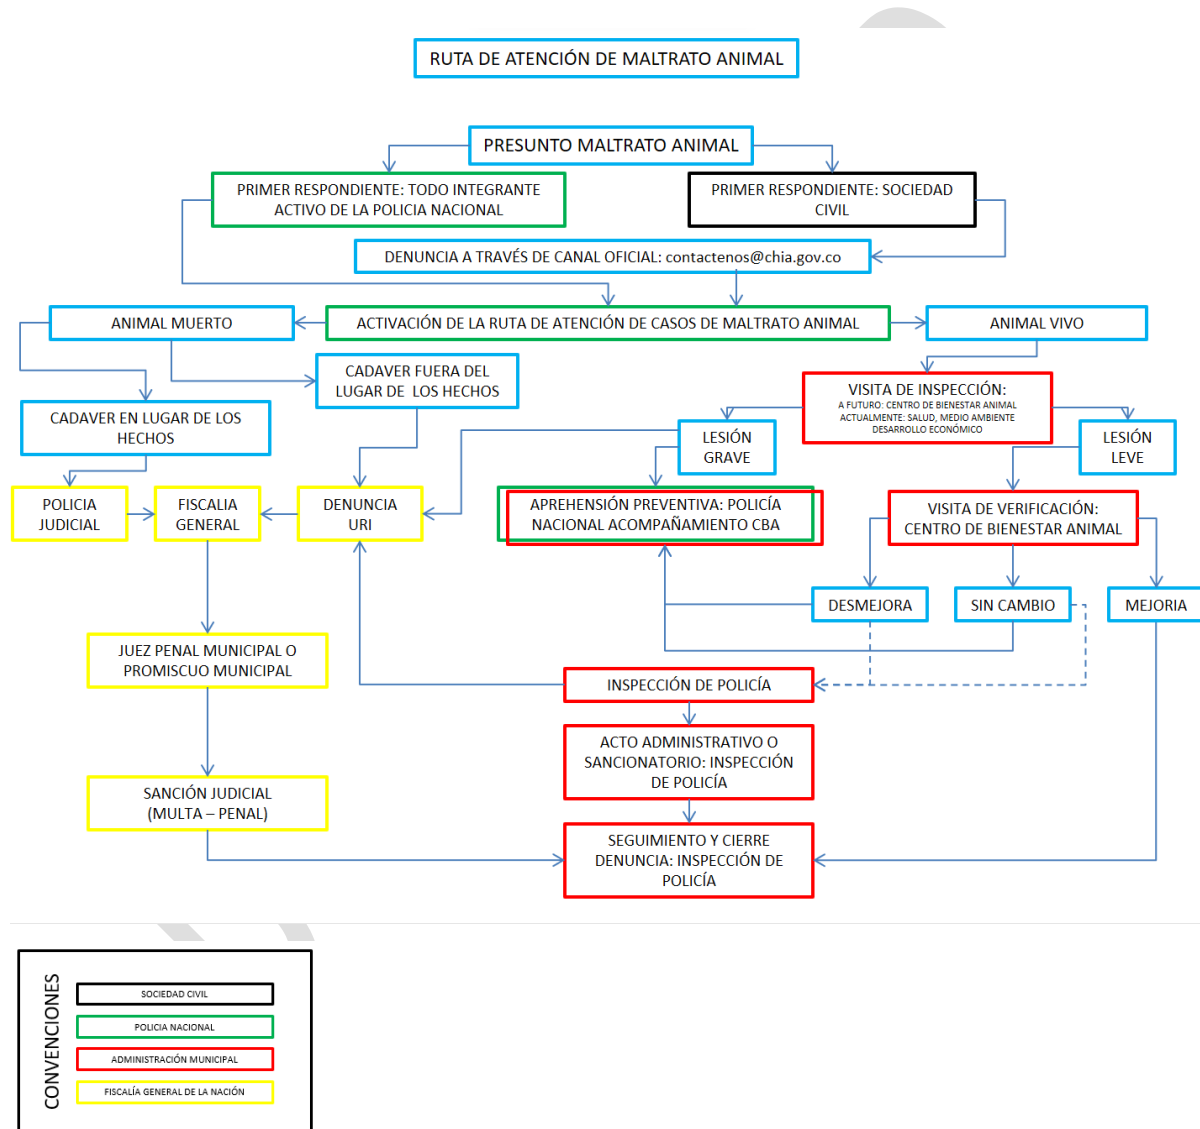 RUTA DE ATENCIÓN DE MALTRATO ANIMAL
PRESUNTO MALTRATO ANIMAL
PRIMER RESPONDIENTE: TODO INTEGRANTE
ACTIVO DE LA POLICIA NACIONAL
PRIMER RESPONDIENTE: SOCIEDAD
CIVIL
DENUNCIA A TRAVÉS DE CANAL OFICIAL: contactenos@chia.gov.co
ANIMAL MUERTO
ACTIVACIÓN DE LA RUTA DE ATENCIÓN DE CASOS DE MALTRATO ANIMAL
ANIMAL VIVO
CADAVER FUERA DEL
LUGAR DE LOS HECHOS
VISITA DE INSPECCIÓN:
A FUTURO: CENTRO DE BIENESTAR ANIMAL
ACTUALMENTE: SALUD, MEDIO AMBIENTE
DESARROLLO ECONÓMICO
CADAVER EN LUGAR DE LOS
HECHOS
LESIÓN
GRAVE
LESIÓN
LEVE
POLICIA
JUDICIAL
FISCALIA
GENERAL
DENUNCIA
URI
APREHENSIÓN PREVENTIVA: POLICÍA
NACIONAL ACOMPAÑAMIENTO CBA
VISITA DE VERIFICACIÓN:
CENTRO DE BIENESTAR ANIMAL
DESMEJORA
SIN CAMBIO
MEJORIA
JUEZ PENAL MUNICIPAL O
PROMISCUO MUNICIPAL
INSPECCIÓN DE POLICÍA
ACTO ADMINISTRATIVO O
SANCIONATORIO: INSPECCIÓN
DE POLICÍA
SANCIÓN JUDICIAL
(MULTA – PENAL)
SEGUIMIENTO Y CIERRE
DENUNCIA: INSPECCIÓN DE
POLICÍA
CONVENCIONES
SOCIEDAD CIVIL
POLICIA NACIONAL
ADMINISTRACIÓN MUNICIPAL
FISCALÍA GENERAL DE LA NACIÓN